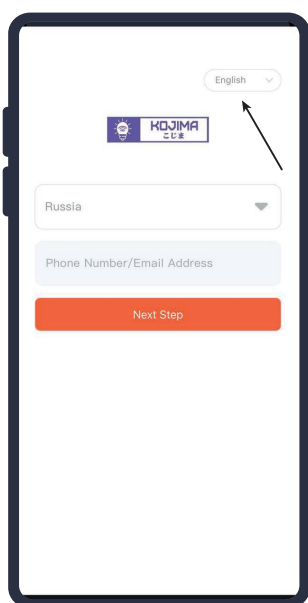 English
KOJIMA
こじま
Russia
Phone Number/Email Address
Next Step